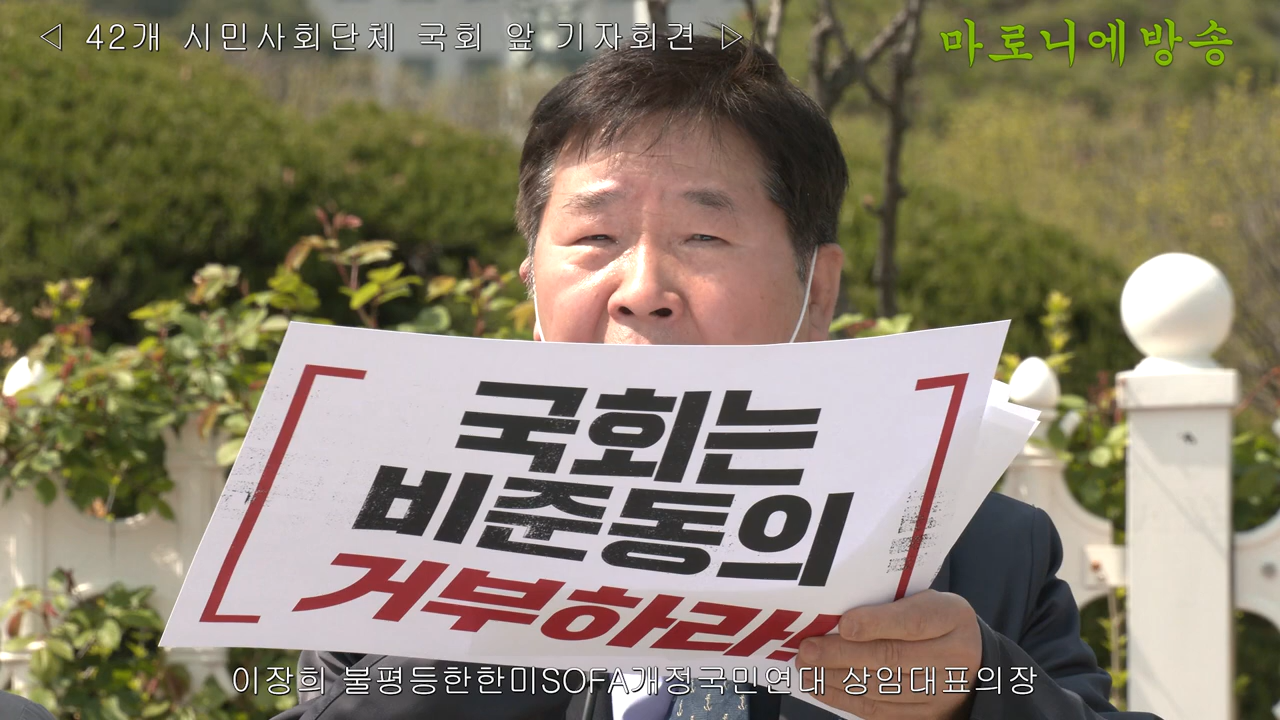 ◁ 42개 시민사회단체 국회 앞 기자회견 ▷
마로니에방송
국회는
비준동의
거부하라!!
이장희 불평등한한미SOFA개정국민연대 상임대표의장